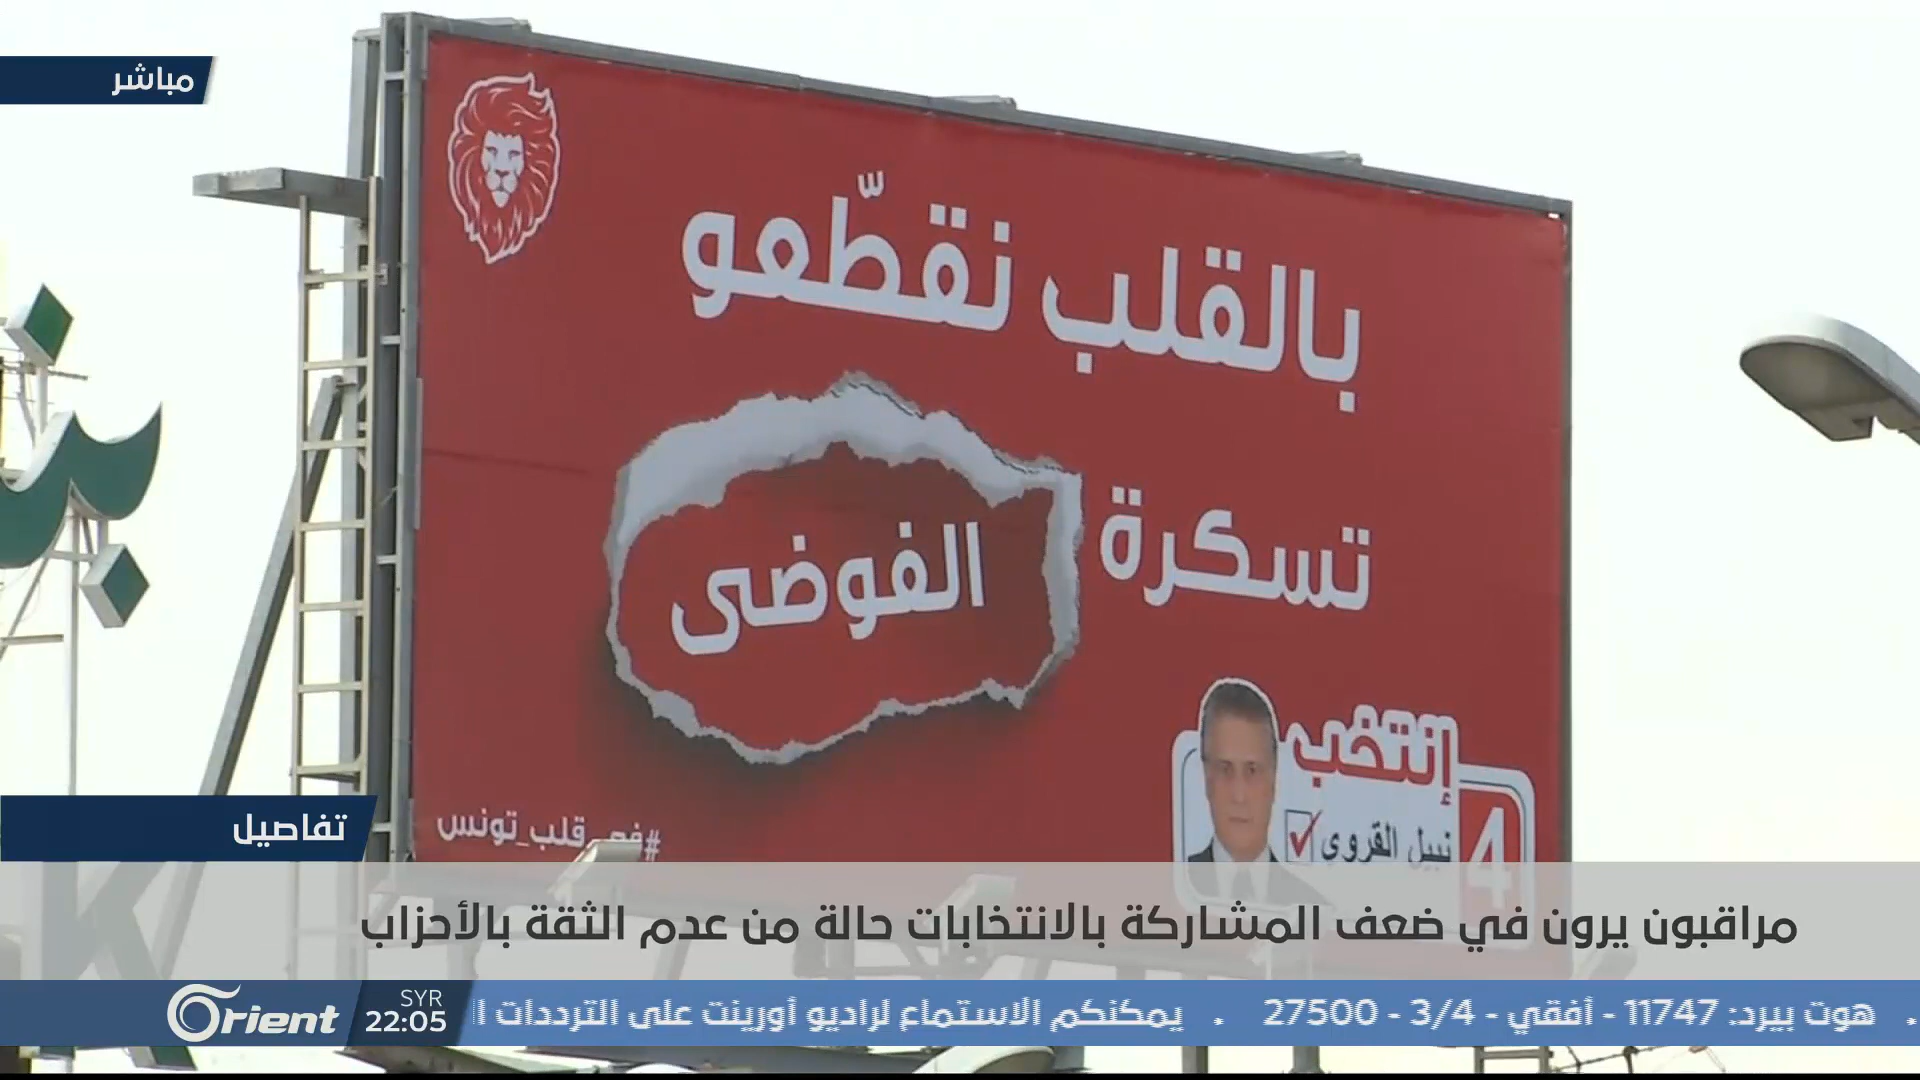 مباشر
بالقلب نقطّعو
تسكرة الفوضى
إنتخب
نبيل القروي 4
#في_قلب_تونس
تفاصيل
مراقبون يرون في ضعف المشاركة بالانتخابات حالة من عدم الثقة بالأحزاب
Orient SYR 22:05
. هوت بيرد: 11747 - أفقي - 3/4 - 27500 . يمكنكم الاستماع لراديو أورينت على الترددات ال
K